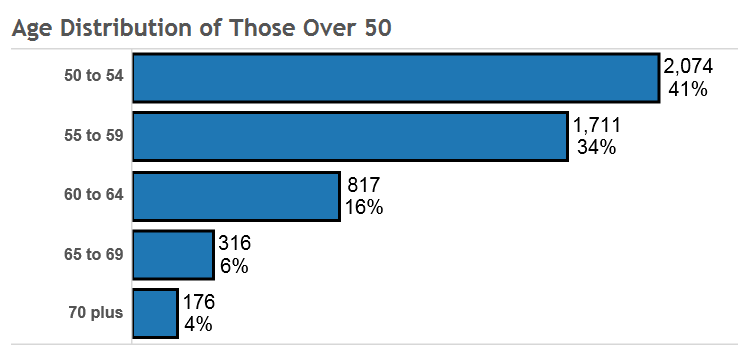 Age Distribution of Those Over 50
50 to 54
2,074
41%
55 to 59
1,711
34%
60 to 64
817
16%
65 to 69
316
6%
70 plus
176
4%